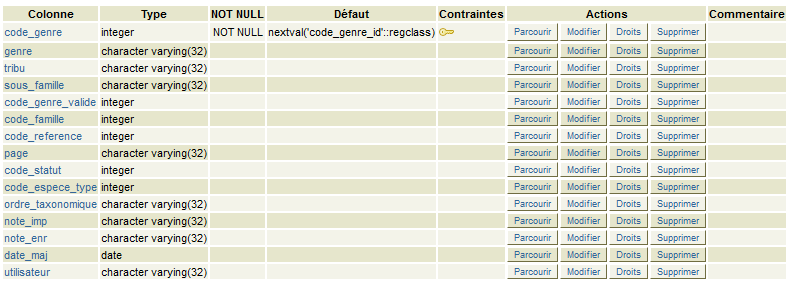 Colonne Type NOT NULL Défaut Contraintes Actions Commentaire
code_genre integer NOT NULL nextval('code_genre_id'::regclass) Parcourir Modifier Droits Supprimer
genre character varying(32) Parcourir Modifier Droits Supprimer
tribu character varying(32) Parcourir Modifier Droits Supprimer
sous_famille character varying(32) Parcourir Modifier Droits Supprimer
code_genre_valide integer Parcourir Modifier Droits Supprimer
code_famille integer Parcourir Modifier Droits Supprimer
code_reference integer Parcourir Modifier Droits Supprimer
page character varying(32) Parcourir Modifier Droits Supprimer
code_statut integer Parcourir Modifier Droits Supprimer
code_espece_type integer Parcourir Modifier Droits Supprimer
ordre_taxonomique character varying(32) Parcourir Modifier Droits Supprimer
note_imp character varying(32) Parcourir Modifier Droits Supprimer
note_enr character varying(32) Parcourir Modifier Droits Supprimer
date_maj date Parcourir Modifier Droits Supprimer
utilisateur character varying(32) Parcourir Modifier Droits Supprimer